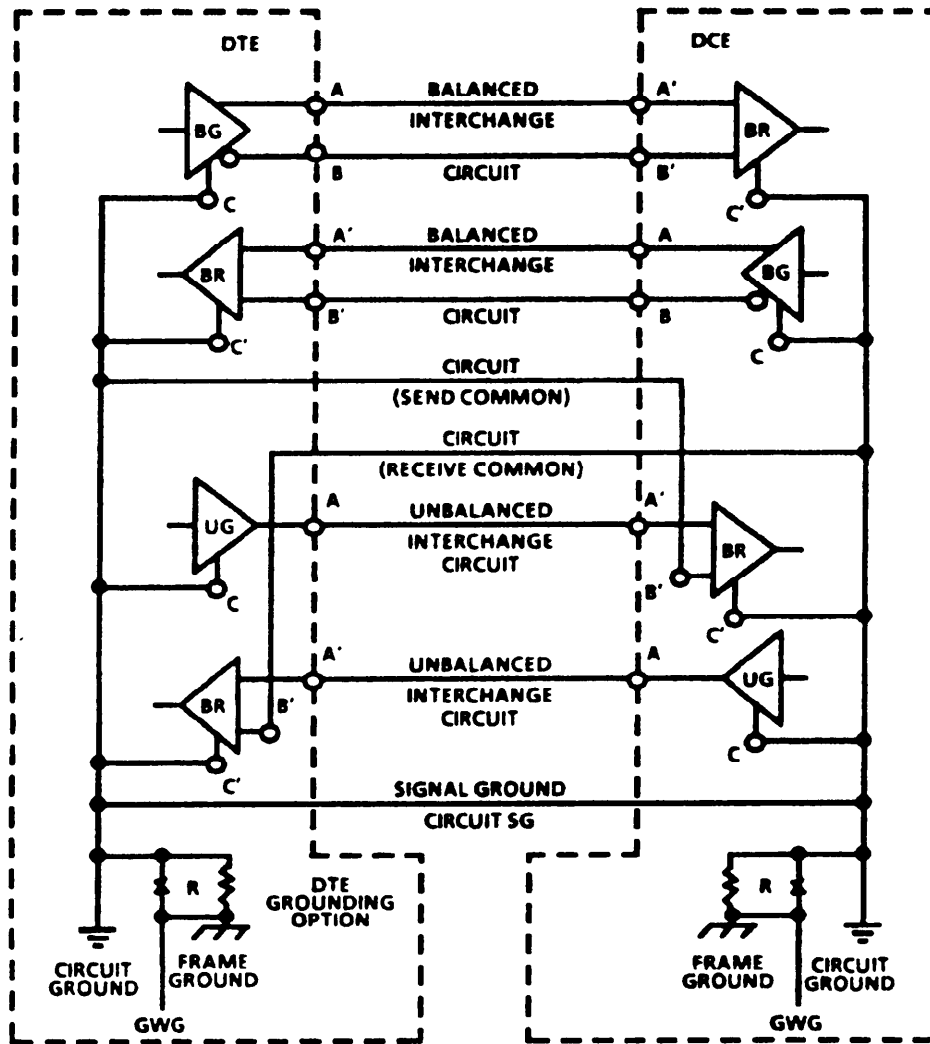 DTE
DCE
A
BALANCED
A'
BG
INTERCHANGE
BR
B
CIRCUIT
B'
C
C'
A'
BALANCED
A
BR
INTERCHANGE
BG
B'
CIRCUIT
B
C'
C
CIRCUIT
(SEND COMMON)
CIRCUIT
(RECEIVE COMMON)
A
UNBALANCED
A'
UG
INTERCHANGE
BR
CIRCUIT
B'
C
C'
A'
UNBALANCED
A
BR
B'
INTERCHANGE
UG
CIRCUIT
C'
C
SIGNAL GROUND
CIRCUIT SG
R
DTE
GROUNDING
OPTION
R
CIRCUIT
GROUND
FRAME
GROUND
FRAME
GROUND
CIRCUIT
GROUND
GWG
GWG